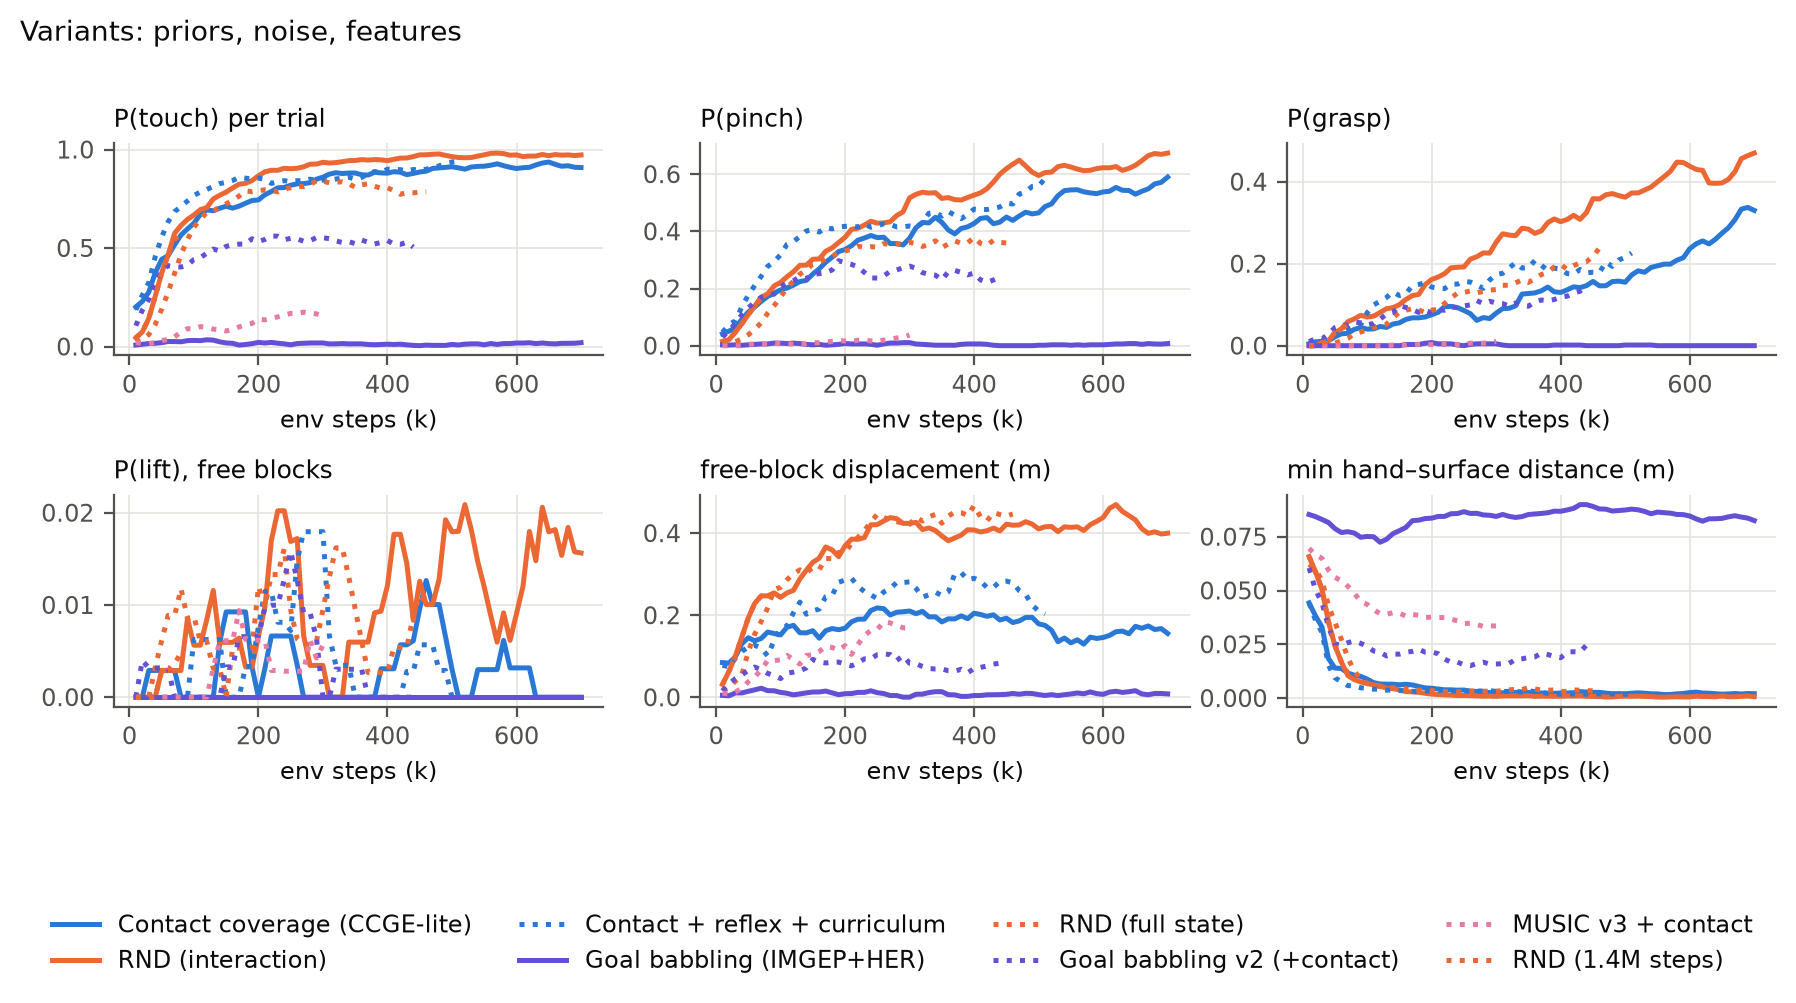 Variants: priors, noise, features
P(touch) per trial
1.0
0.5
0.0
0 200 400 600
env steps (k)
P(pinch)
0.6
0.4
0.2
0.0
0 200 400 600
env steps (k)
P(grasp)
0.4
0.2
0.0
0 200 400 600
env steps (k)
P(lift), free blocks
0.02
0.01
0.00
0 200 400 600
env steps (k)
free-block displacement (m)
0.4
0.2
0.0
0 200 400 600
env steps (k)
min hand–surface distance (m)
0.075
0.050
0.025
0.000
0 200 400 600
env steps (k)
Contact coverage (CCGE-lite)
RND (interaction)
Contact + reflex + curriculum
Goal babbling (IMGEP+HER)
RND (full state)
Goal babbling v2 (+contact)
MUSIC v3 + contact
RND (1.4M steps)